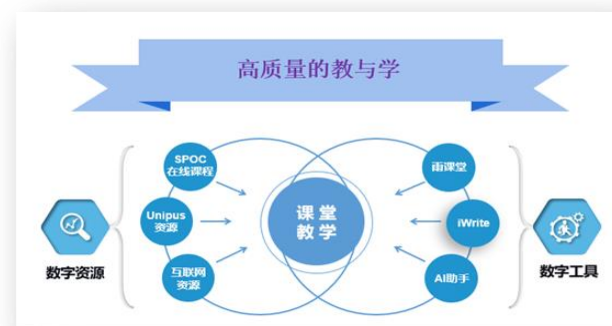 高质量的教与学
SPOC
在线课程
Unipus
资源
互联网
资源
数字资源
课堂
教学
雨课堂
iWrite
AI助手
数字工具